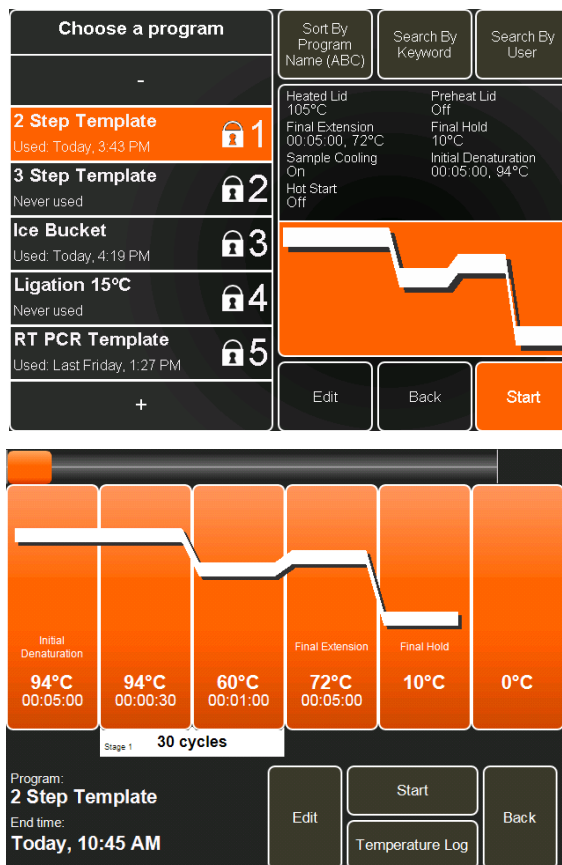 Choose a program
-
2 Step Template
Used: Today, 3:43 PM
1
3 Step Template
Never used
2
Ice Bucket
Used: Today, 4:19 PM
3
Ligation 15ºC
Never used
4
RT PCR Template
Used: Last Friday, 1:27 PM
5
+
Sort By
Program
Name (ABC)
Search By
Keyword
Search By
User
Heated Lid
105°C
Preheat Lid
Off
Final Extension
00:05:00, 72°C
Final Hold
10°C
Sample Cooling
On
Initial Denaturation
00:05:00, 94°C
Hot Start
Off
Edit
Back
Start
Initial
Denaturation
94°C
00:05:00
94°C
00:00:30
60°C
00:01:00
Final Extension
72°C
00:05:00
Final Hold
10°C
0°C
Stage 1
30 cycles
Program:
2 Step Template
End time:
Today, 10:45 AM
Edit
Start
Temperature Log
Back